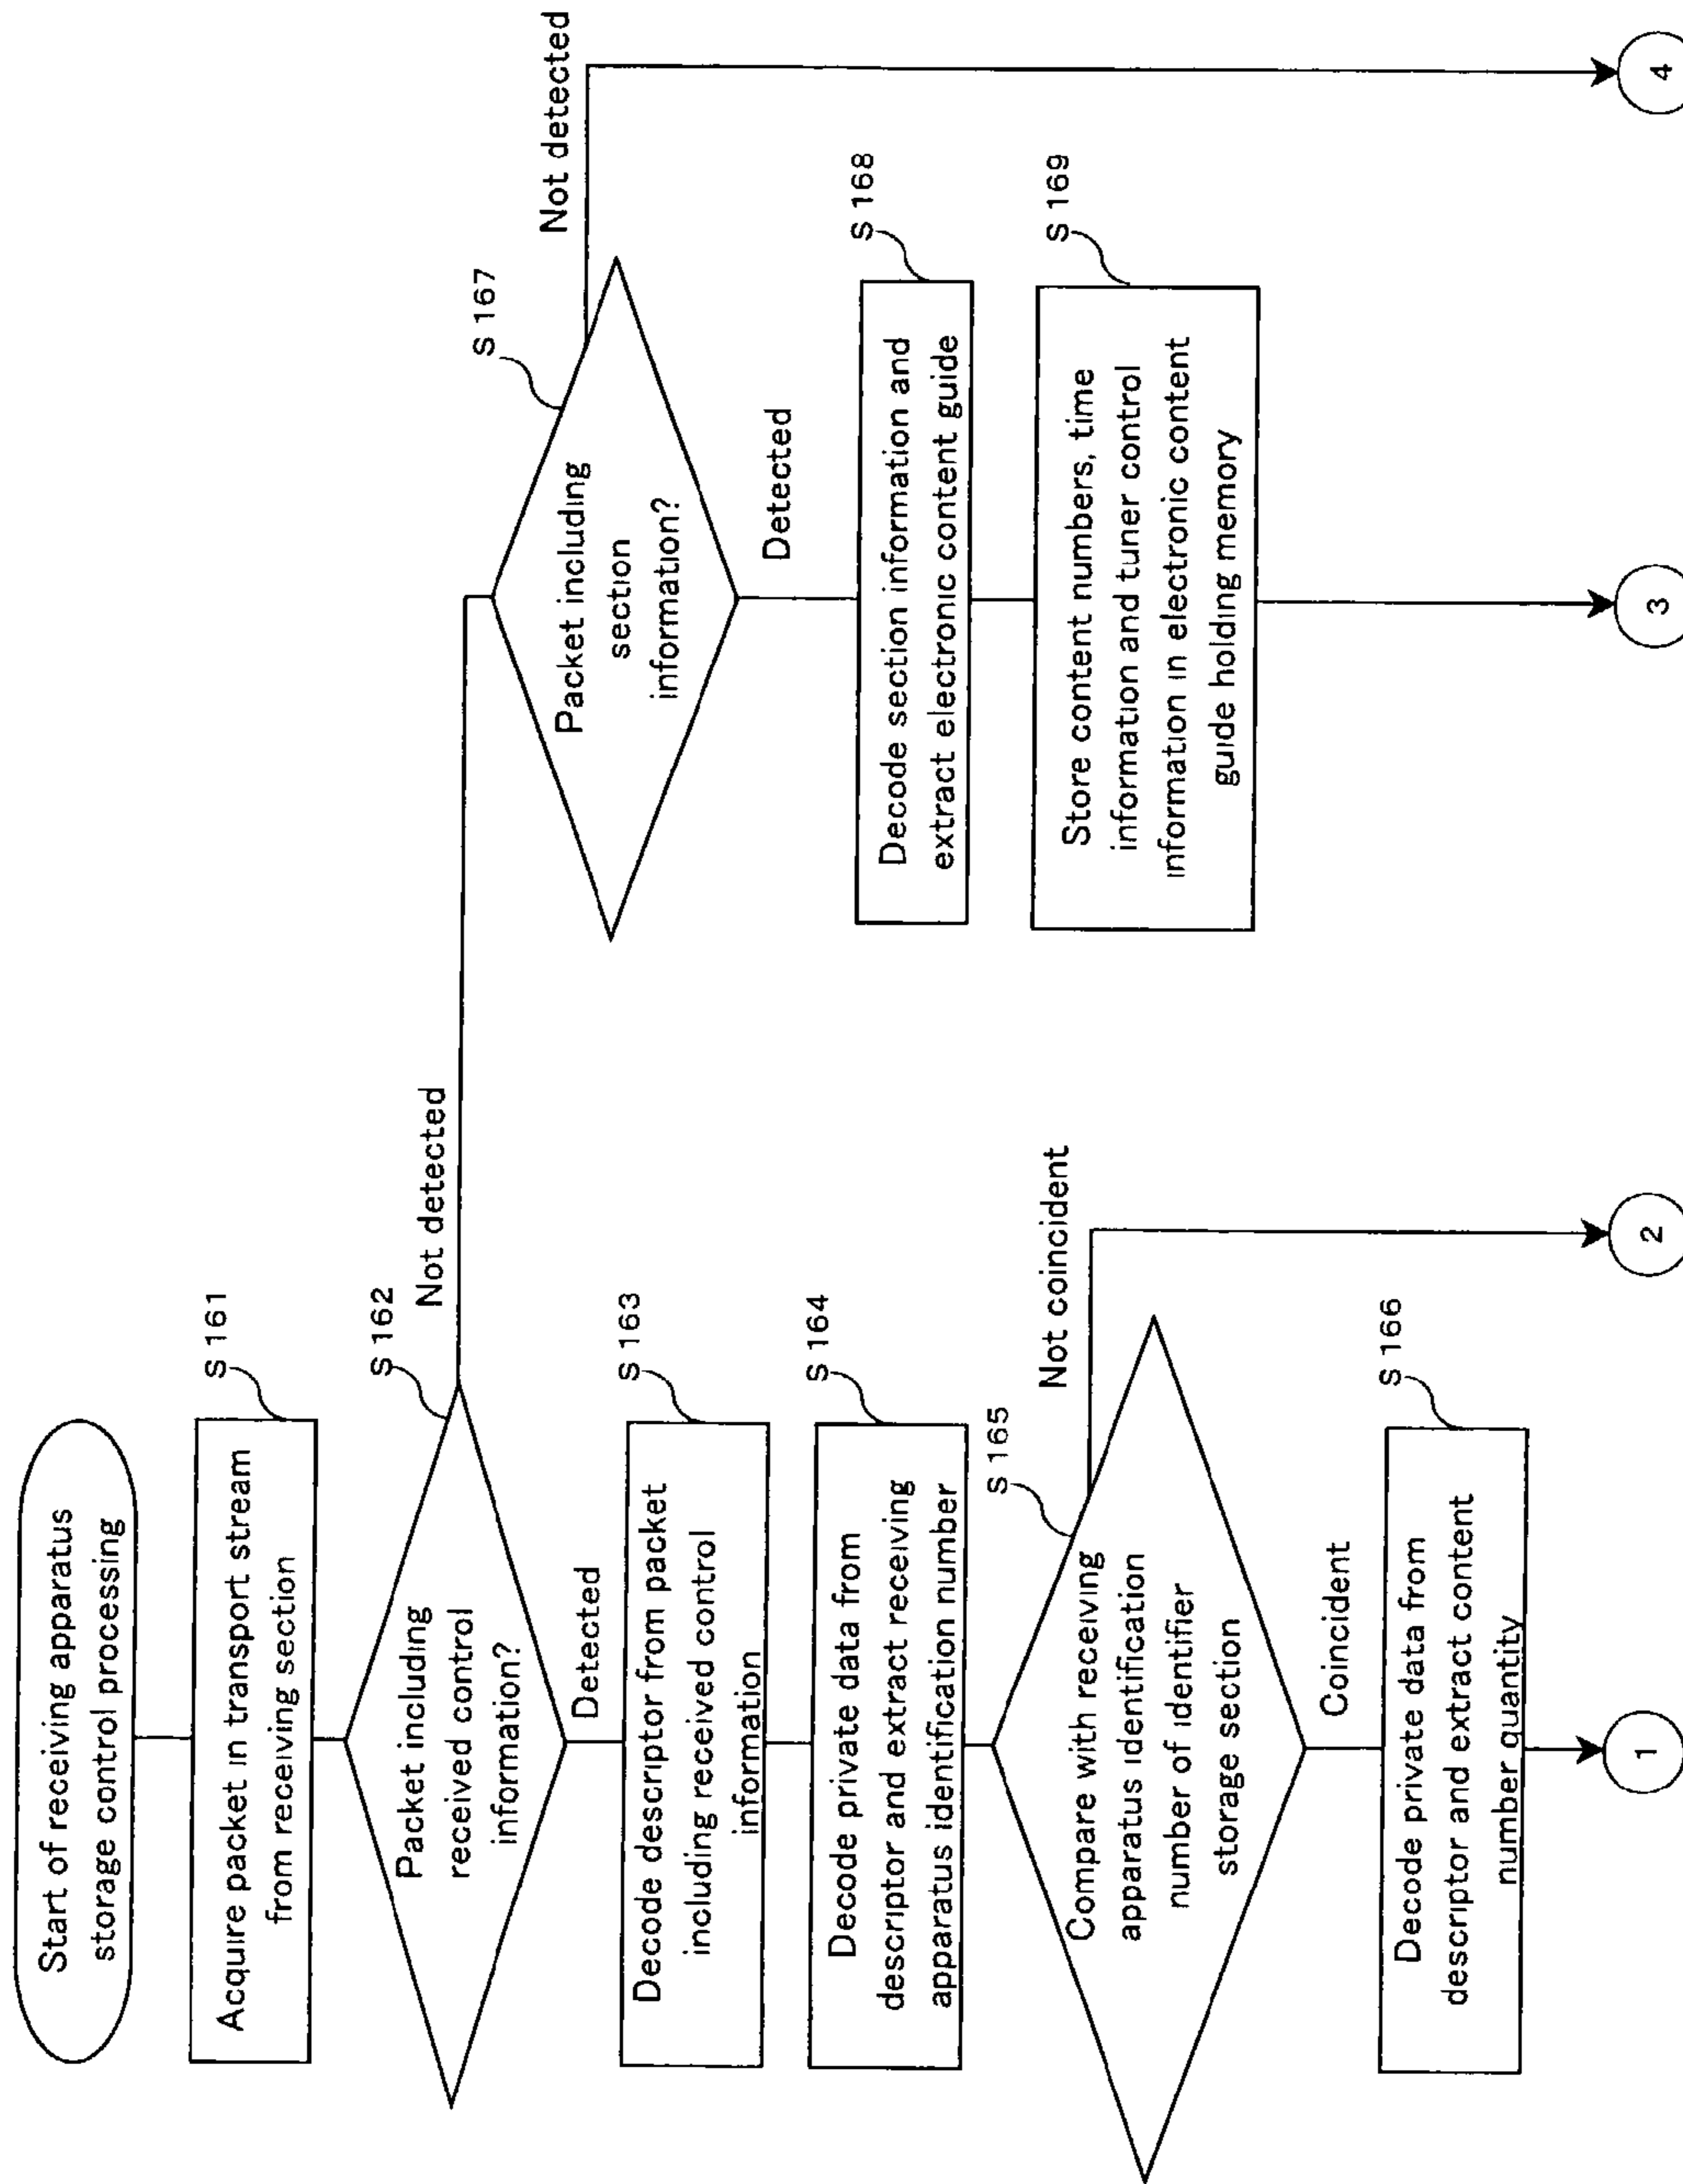 Start of receiving apparatus
storage control processing
S 161
Acquire packet in transport stream
from receiving section
S 162
Packet including
received control
information?
Not detected
Detected
S 163
Decode descriptor from packet
including received control
information
S 164
Decode private data from
descriptor and extract receiving
apparatus identification number
S 165
Compare with receiving
apparatus identification
number of identifier
storage section
Not coincident
2
Coincident
S 166
Decode private data from
descriptor and extract content
number quantity
1
S 167
Packet including
section
information?
Not detected
4
Detected
S 168
Decode section information and
extract electronic content guide
S 169
Store content numbers, time
information and tuner control
information in electronic content
guide holding memory
3